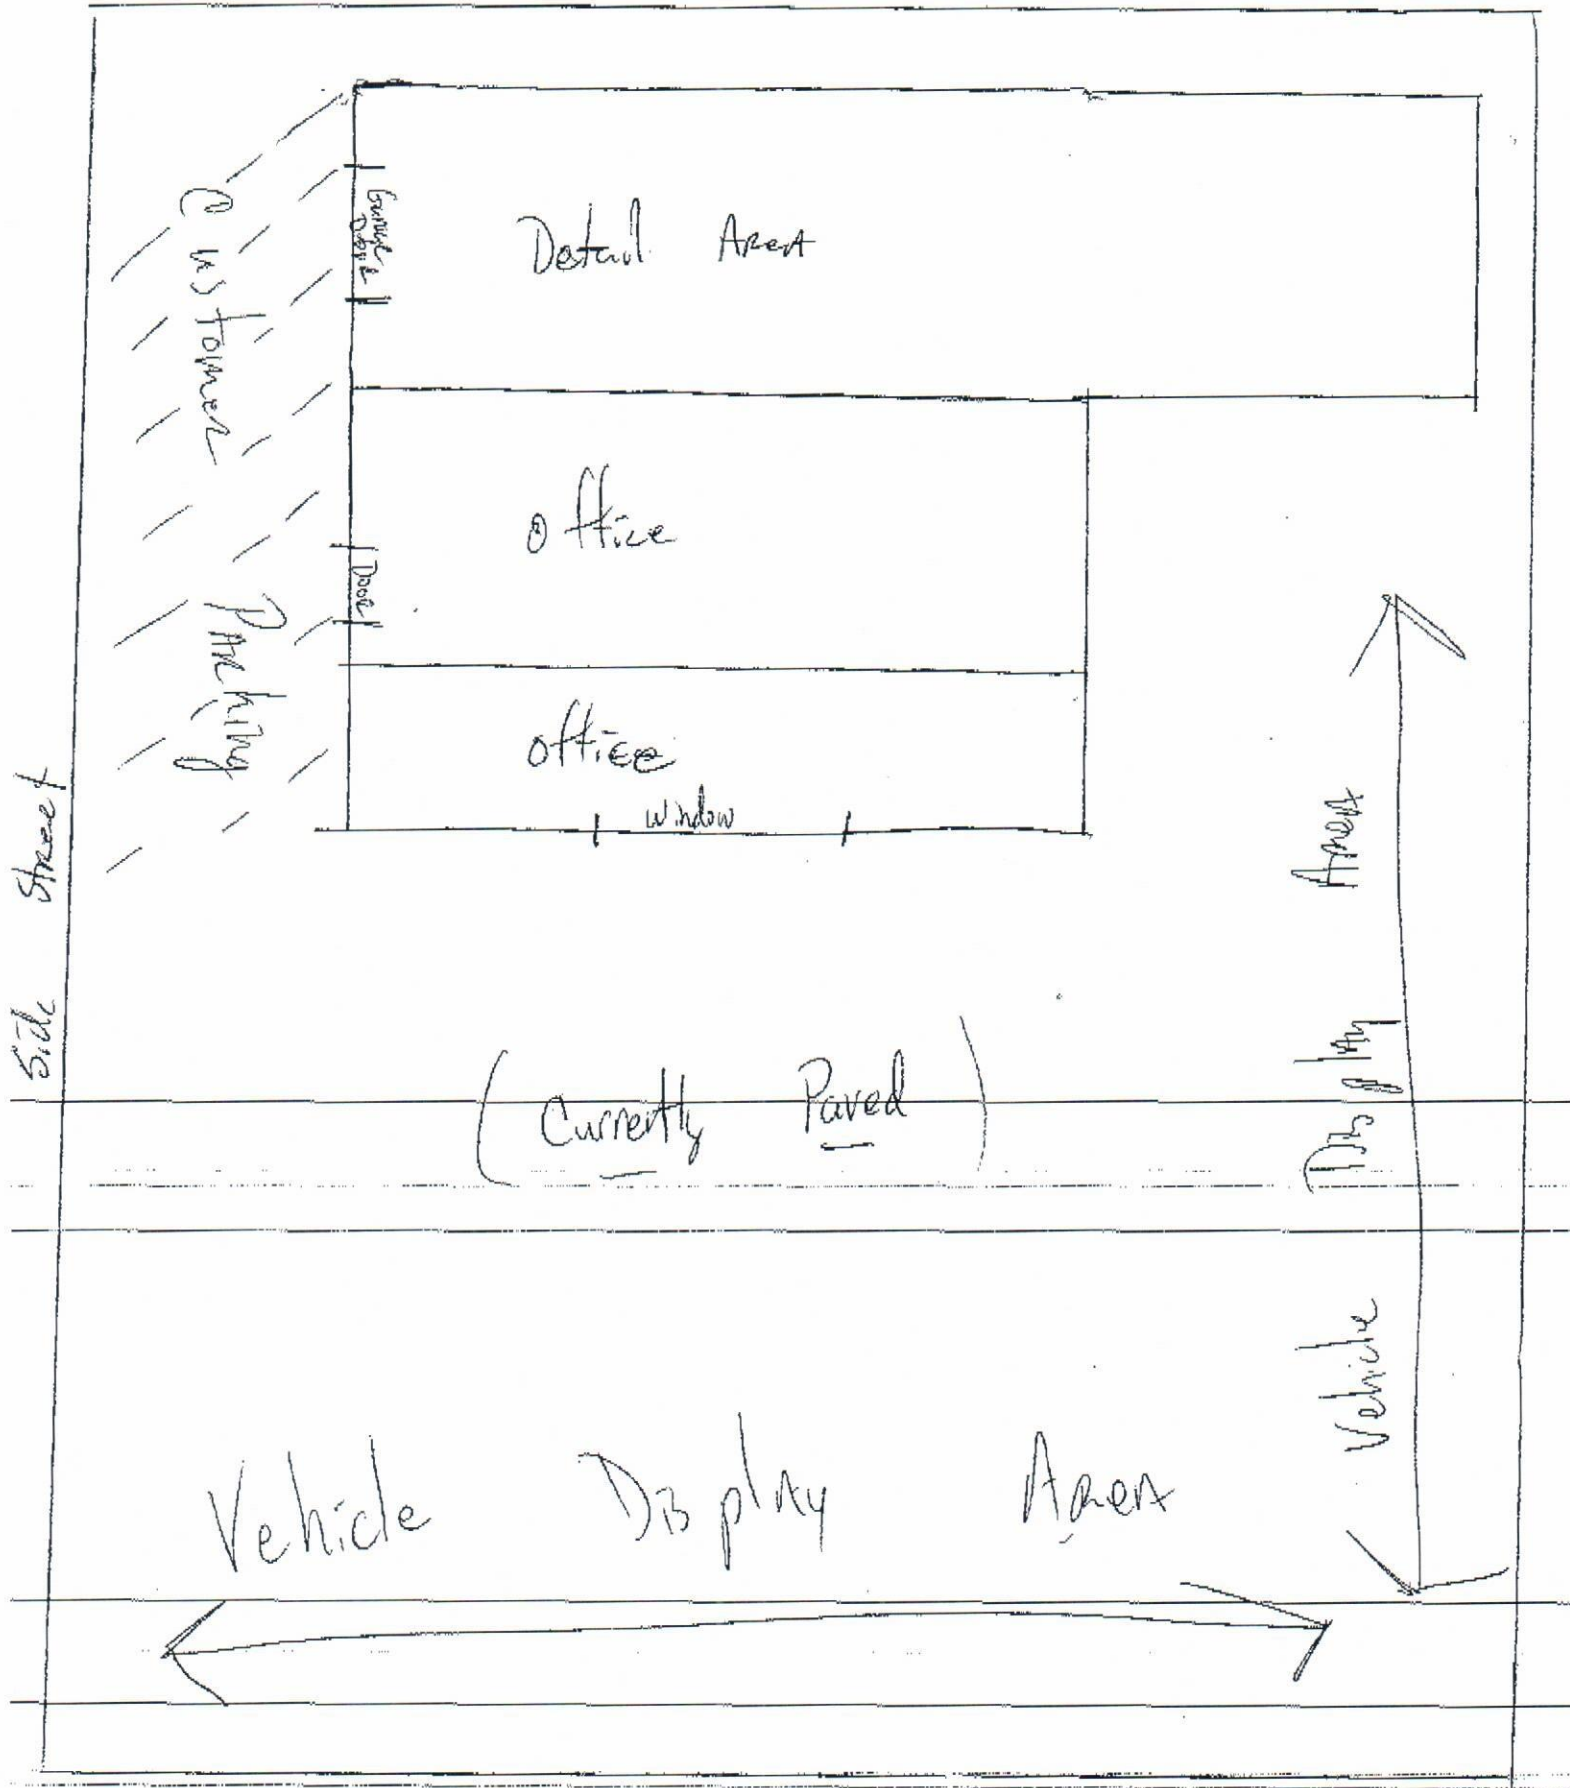 Garage Door
Detail Area
Customer Parking
Office
Door
Office
window
Side Street
(Currently Paved)
Vehicle Display Area
Vehicle Display Area